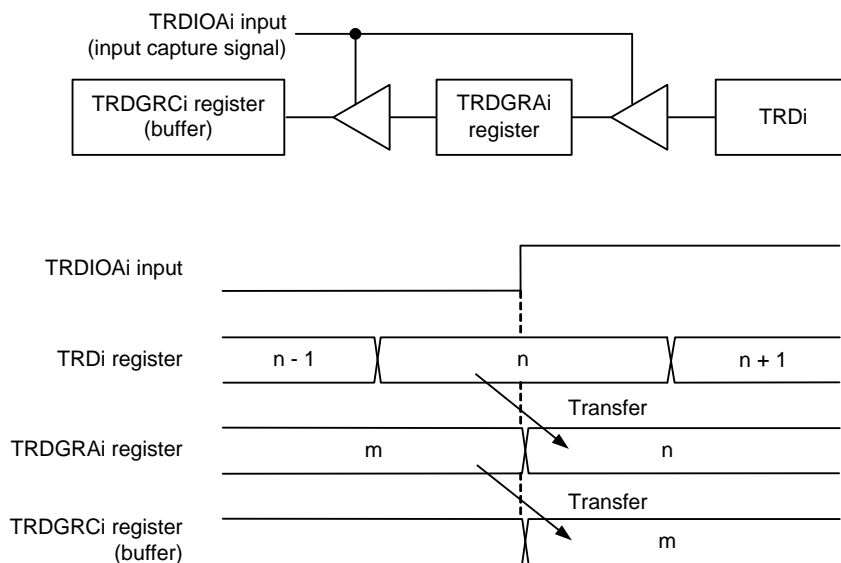 TRDIOAi input
(input capture signal)
TRDGRCi register
(buffer)
TRDGRAi
register
TRDi
TRDIOAi input
TRDi register
n - 1
n
n + 1
Transfer
TRDGRAi register
m
n
Transfer
TRDGRCi register
(buffer)
m